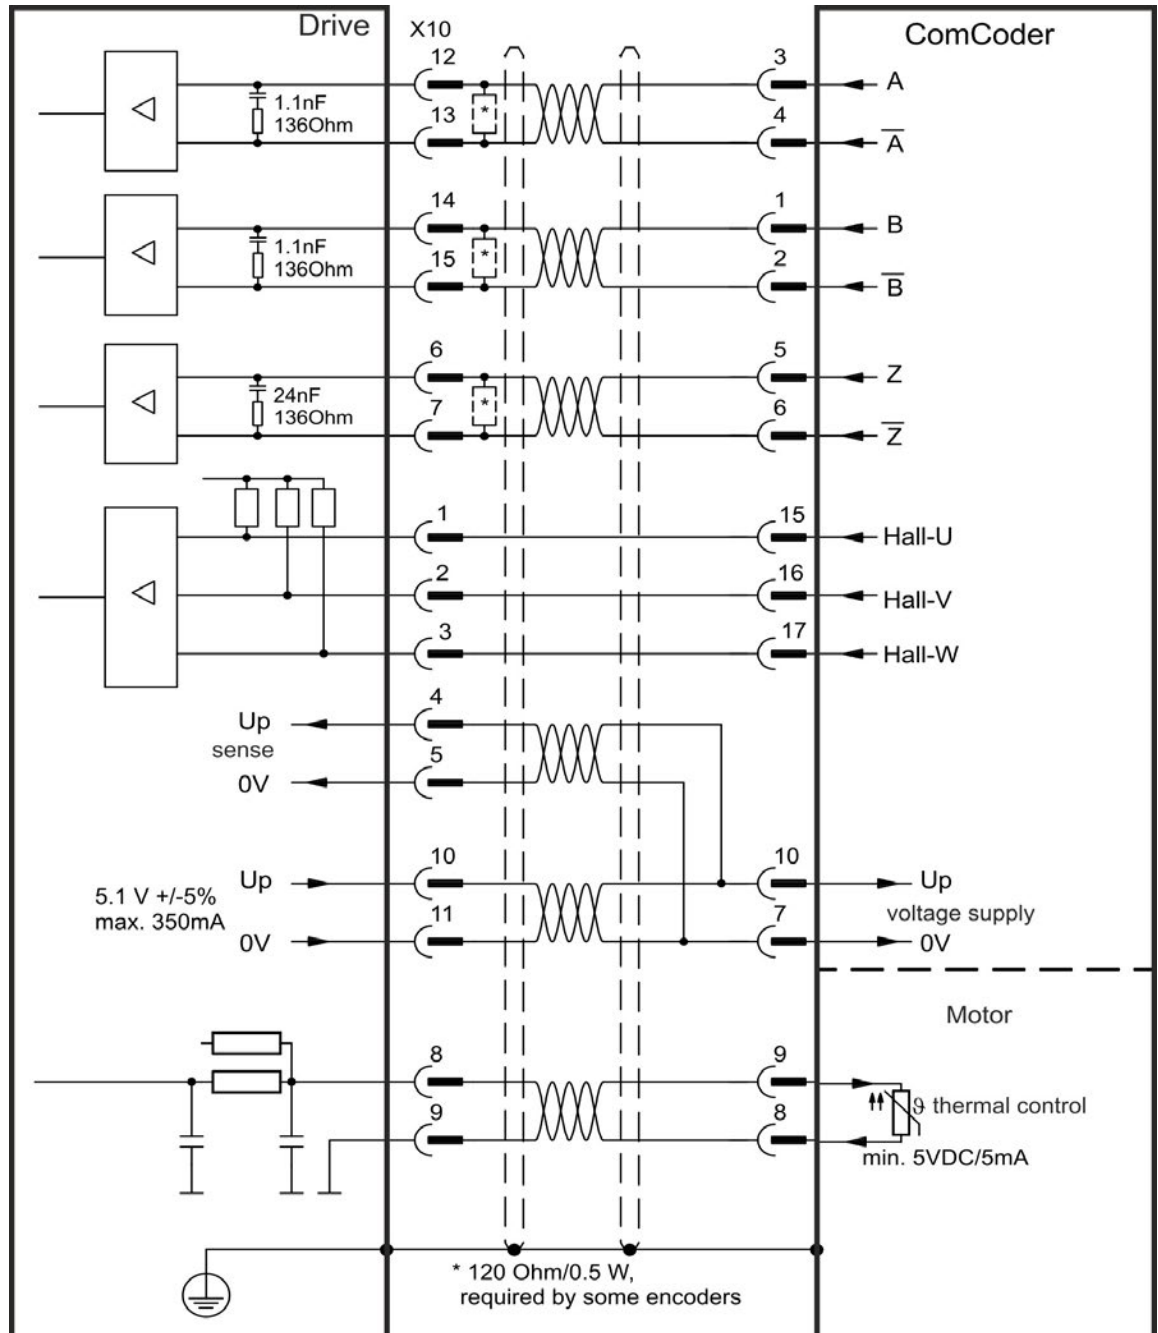 Drive
X10
ComCoder
12
3
A
1.1nF
136Ohm
13
*
4
A̅
14
1
B
1.1nF
136Ohm
15
*
2
B̅
6
5
Z
24nF
136Ohm
7
*
6
Z̅
1
15
Hall-U
2
16
Hall-V
3
17
Hall-W
4
Up
sense
5
0V
10
10
Up
Up
5.1 V +/-5%
max. 350mA
voltage supply
11
7
0V
0V
Motor
8
9
ϑ thermal control
9
8
min. 5VDC/5mA
* 120 Ohm/0.5 W,
required by some encoders